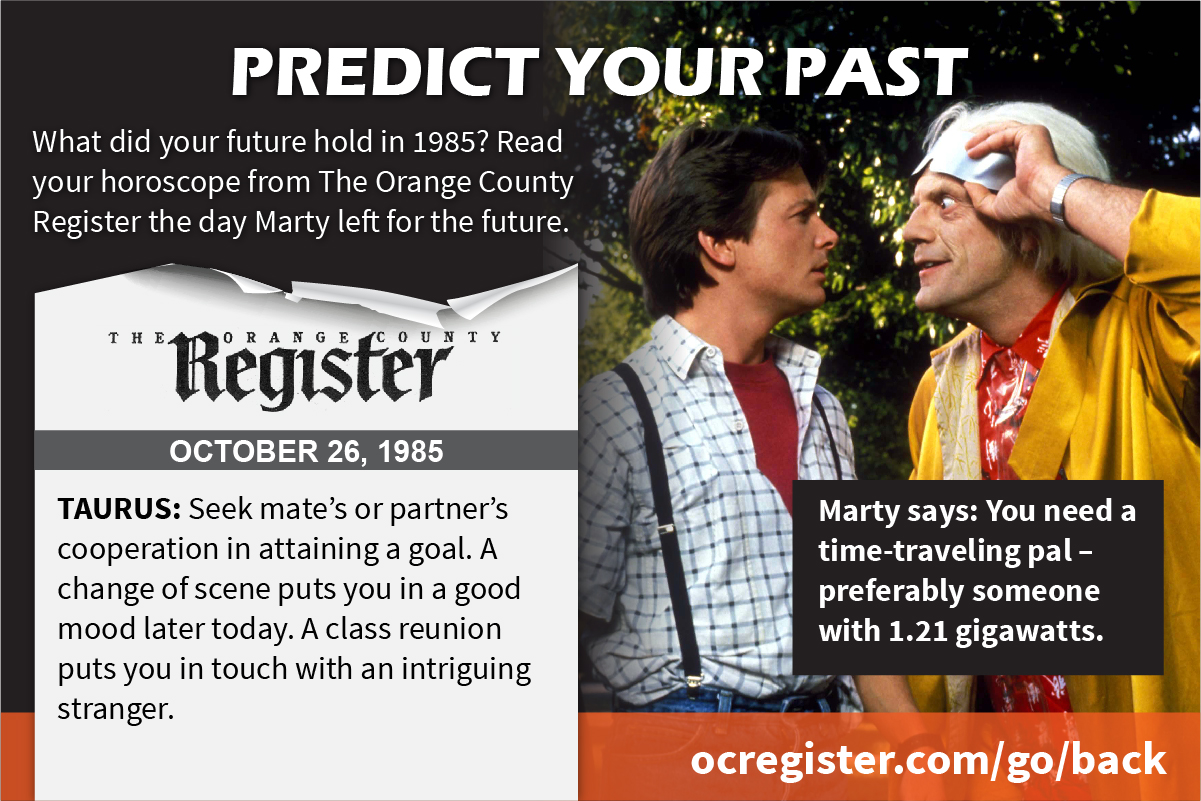 PREDICT YOUR PAST
What did your future hold in 1985? Read
your horoscope from The Orange County
Register the day Marty left for the future.
THE ORANGE COUNTY
Register
OCTOBER 26, 1985
TAURUS: Seek mate’s or partner’s
cooperation in attaining a goal. A
change of scene puts you in a good
mood later today. A class reunion
puts you in touch with an intriguing
stranger.
Marty says: You need a
time-traveling pal –
preferably someone
with 1.21 gigawatts.
ocregister.com/go/back